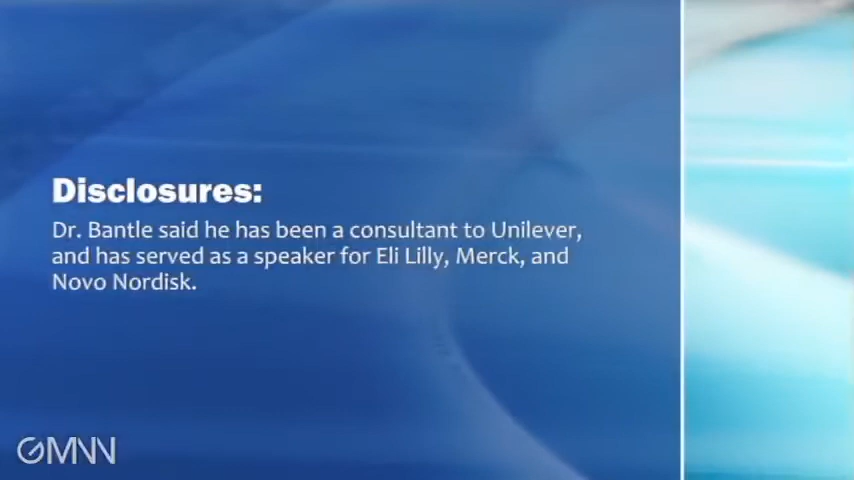 Disclosures:
Dr. Bantle said he has been a consultant to Unilever,
and has served as a speaker for Eli Lilly, Merck, and
Novo Nordisk.
GMNN